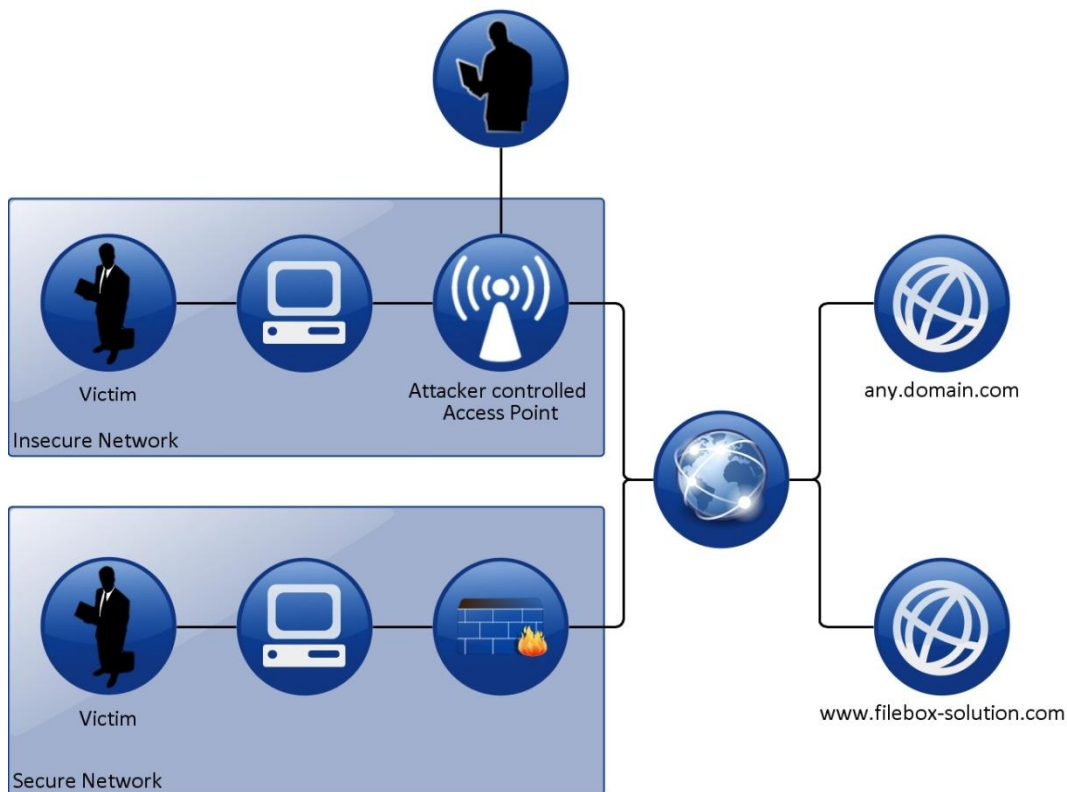 Victim
Attacker controlled
Access Point
Insecure Network
any.domain.com
Victim
Secure Network
www.filebox-solution.com